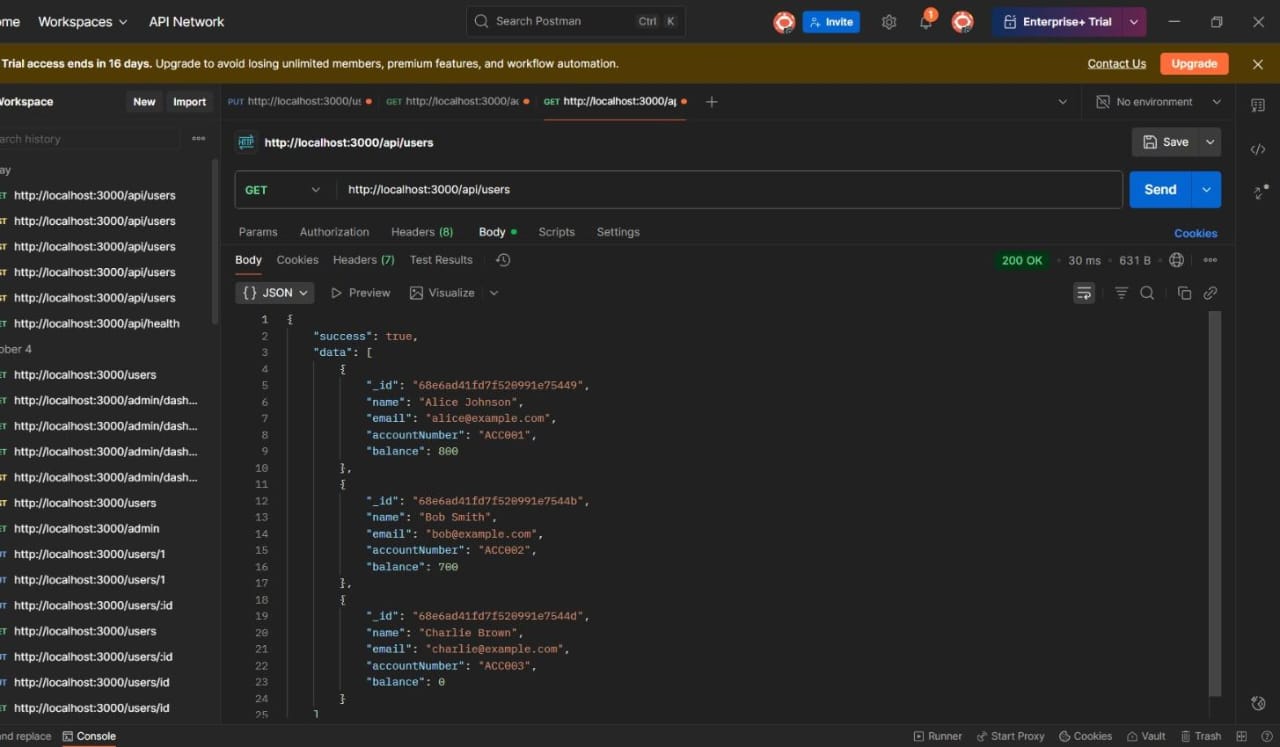 ome Workspaces API Network Search Postman Ctrl K Invite 1 Enterprise+ Trial
Trial access ends in 16 days. Upgrade to avoid losing unlimited members, premium features, and workflow automation. Contact Us Upgrade
Workspace New Import PUT http://localhost:3000/us GET http://localhost:3000/ac GET http://localhost:3000/ap No environment
arch history
HTTP http://localhost:3000/api/users Save
ay
GET http://localhost:3000/api/users Send
ET http://localhost:3000/api/users
ST http://localhost:3000/api/users
ST http://localhost:3000/api/users
ST http://localhost:3000/api/users
ST http://localhost:3000/api/users
ET http://localhost:3000/api/health
ober 4
ET http://localhost:3000/users
ET http://localhost:3000/admin/dash...
ET http://localhost:3000/admin/dash...
ET http://localhost:3000/admin/dash...
ST http://localhost:3000/admin/dash...
ST http://localhost:3000/users
ET http://localhost:3000/admin
UT http://localhost:3000/users/1
UT http://localhost:3000/users/1
UT http://localhost:3000/users/:id
ET http://localhost:3000/users
UT http://localhost:3000/users/:id
UT http://localhost:3000/users/id
ET http://localhost:3000/users/id
Params Authorization Headers (8) Body Scripts Settings Cookies
Body Cookies Headers (7) Test Results 200 OK 30 ms 631 B
{} JSON Preview Visualize
1 {
2 "success": true,
3 "data": [
4 {
5 "_id": "68e6ad41fd7f520991e75449",
6 "name": "Alice Johnson",
7 "email": "alice@example.com",
8 "accountNumber": "ACC001",
9 "balance": 800
10 },
11 {
12 "_id": "68e6ad41fd7f520991e7544b",
13 "name": "Bob Smith",
14 "email": "bob@example.com",
15 "accountNumber": "ACC002",
16 "balance": 700
17 },
18 {
19 "_id": "68e6ad41fd7f520991e7544d",
20 "name": "Charlie Brown",
21 "email": "charlie@example.com",
22 "accountNumber": "ACC003",
23 "balance": 0
24 }
25 ]
and replace Console Runner Start Proxy Cookies Vault Trash